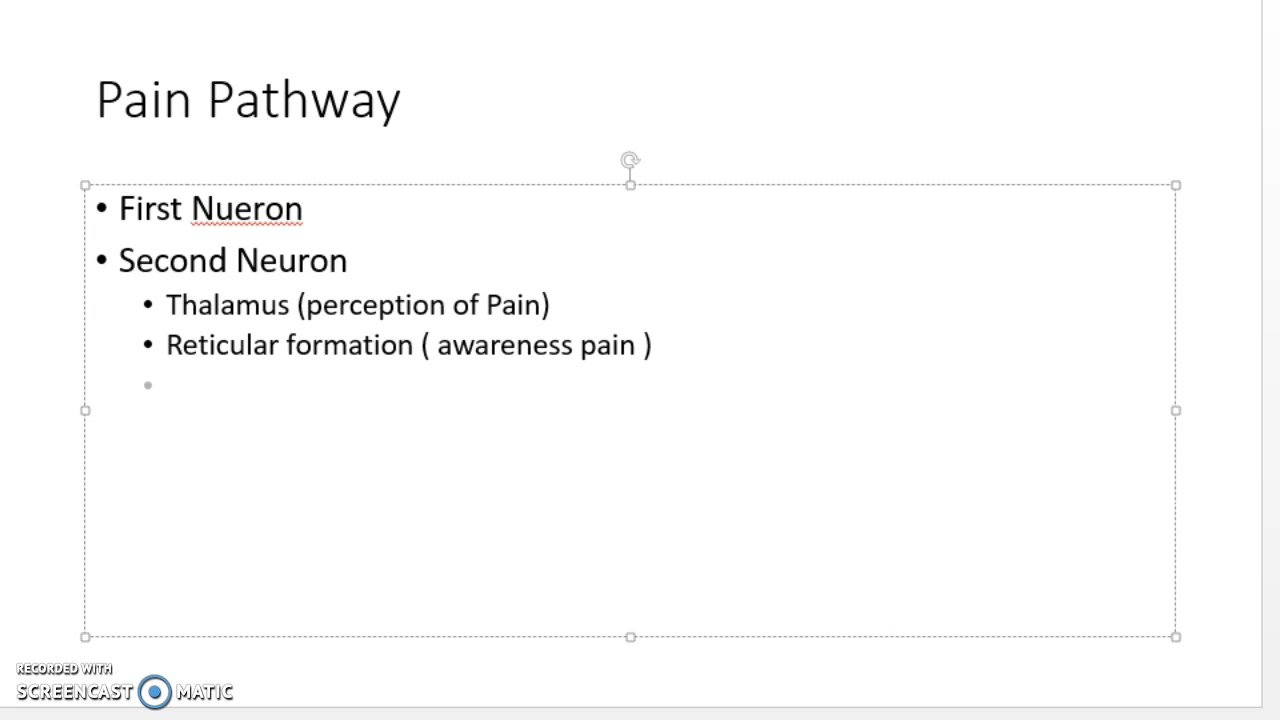 Pain Pathway
• First Nueron
• Second Neuron
• Thalamus (perception of Pain)
• Reticular formation ( awareness pain )
•
RECORDED WITH
SCREENCAST MATIC